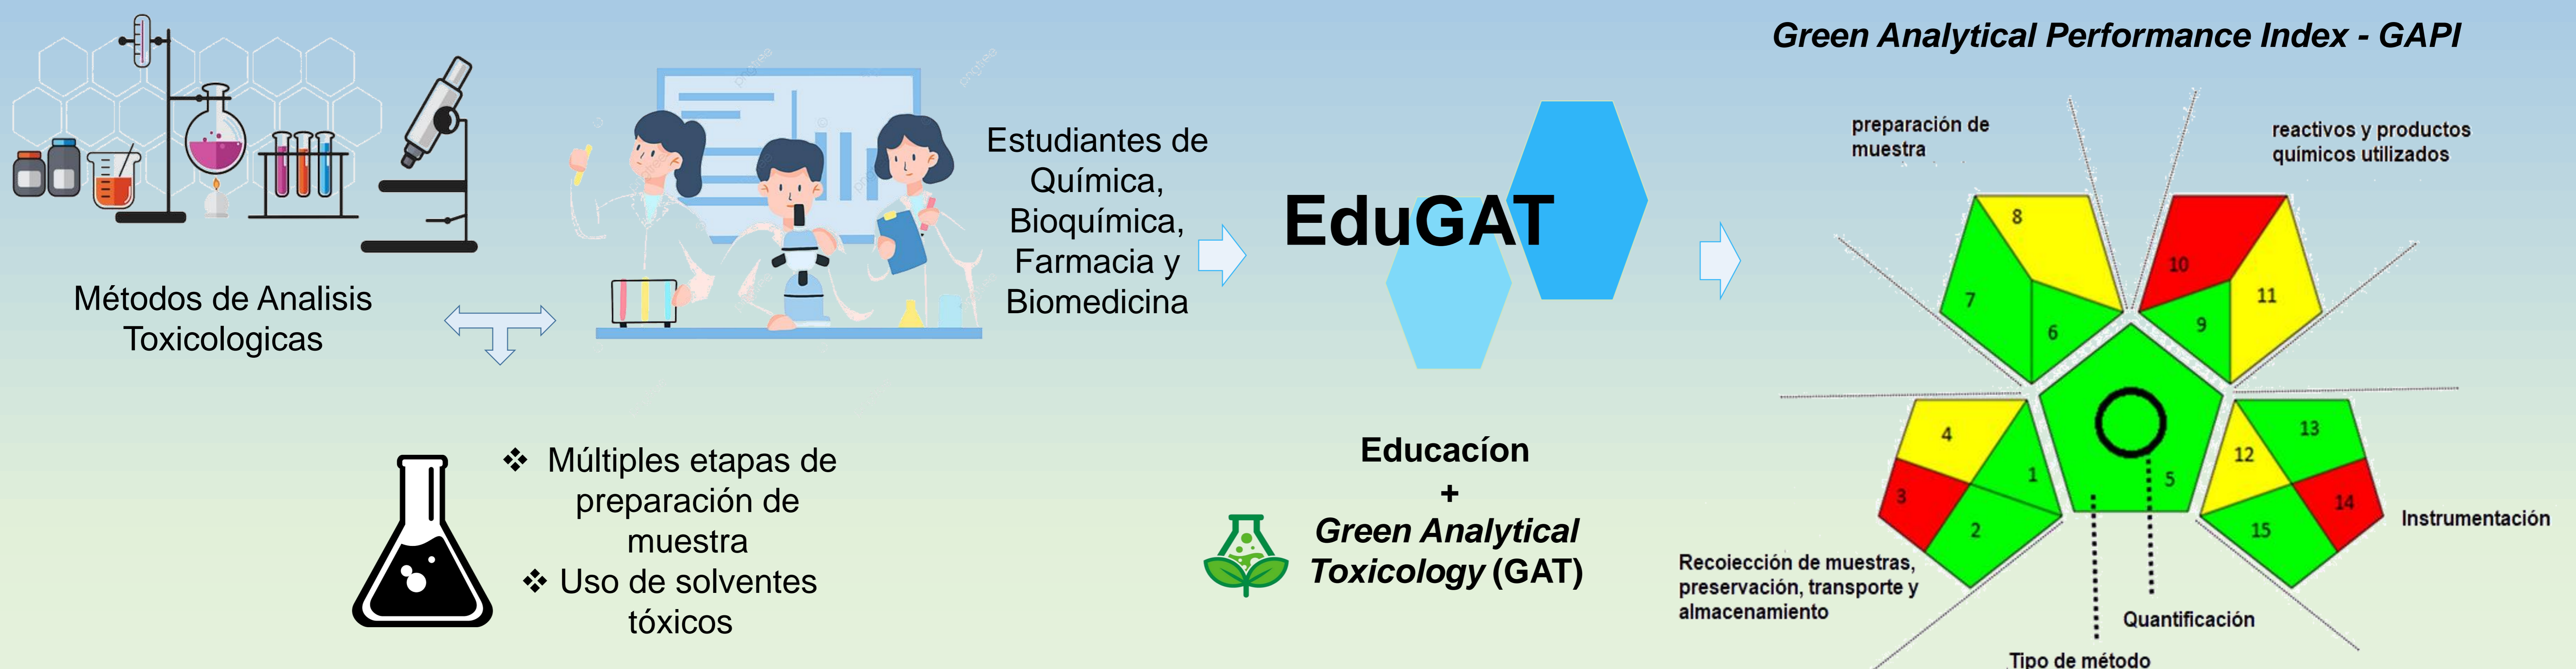 Métodos de Analisis
Toxicologicas
❖ Múltiples etapas de
preparación de
muestra
❖ Uso de solventes
tóxicos
pngtree
pngtree
Estudiantes de
Química,
Bioquímica,
Farmacia y
Biomedicina
EduGAT
Educacíon
+
Green Analytical
Toxicology (GAT)
Green Analytical Performance Index - GAPI
preparación de
muestra
reactivos y productos
químicos utilizados
8
7
6
10
11
9
4
1
3
2
5
12
13
14
15
Instrumentación
Recoiección de muestras,
preservación, transporte y
almacenamiento
Quantificación
Tipo de método